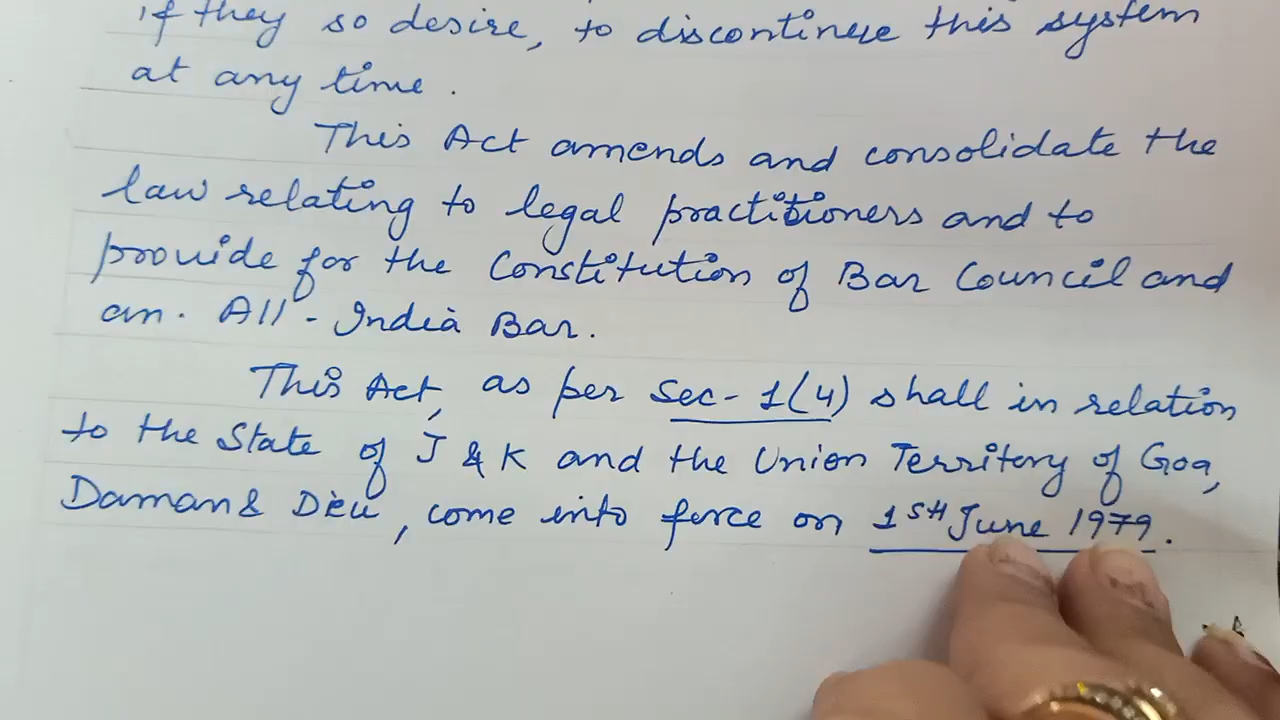 if they so desire, to discontinue this system
at any time.
This Act amends and consolidate the
law relating to legal practitioners and to
provide for the Constitution of Bar Council and
an. All-India Bar.
This Act, as per Sec-1(4) shall in relation
to the State of J & K and the Union Territory of Goa,
Daman & Diu, come into force on 1SH June 1979.